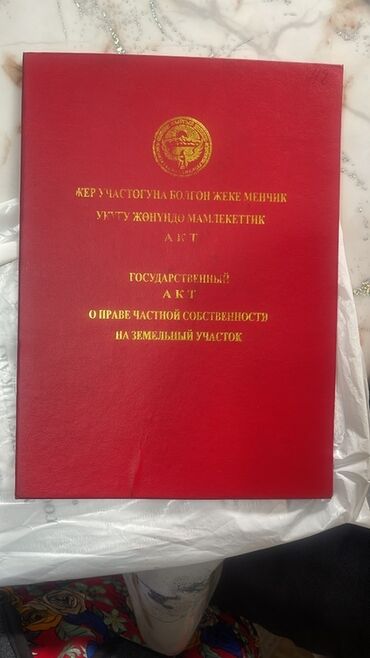 ЖЕР УЧАСТОГУНА БОЛГОН ЖЕКЕ МЕНЧИК
УКУГУ ЖӨНҮНДӨ МАМЛЕКЕТТИК
АКТ
ГОСУДАРСТВЕННЫЙ
АКТ
О ПРАВЕ ЧАСТНОЙ СОБСТВЕННОСТИ
НА ЗЕМЕЛЬНЫЙ УЧАСТОК